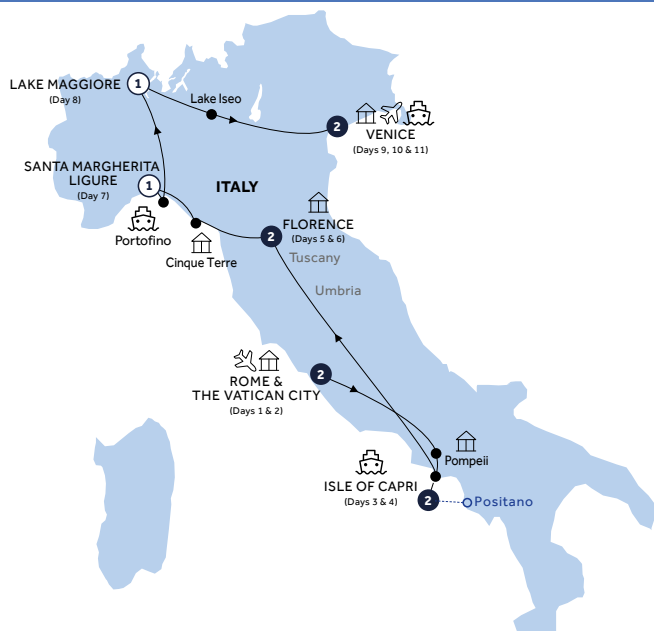 LAKE MAGGIORE
(Day 8)
1
Lake Iseo
2
VENICE
(Days 9, 10 & 11)
SANTA MARGHERITA
LIGURE
(Day 7)
1
ITALY
Portofino
Cinque Terre
2
FLORENCE
(Days 5 & 6)
Tuscany
Umbria
2
ROME &
THE VATICAN CITY
(Days 1 & 2)
Pompeii
ISLE OF CAPRI
(Days 3 & 4)
2
Positano